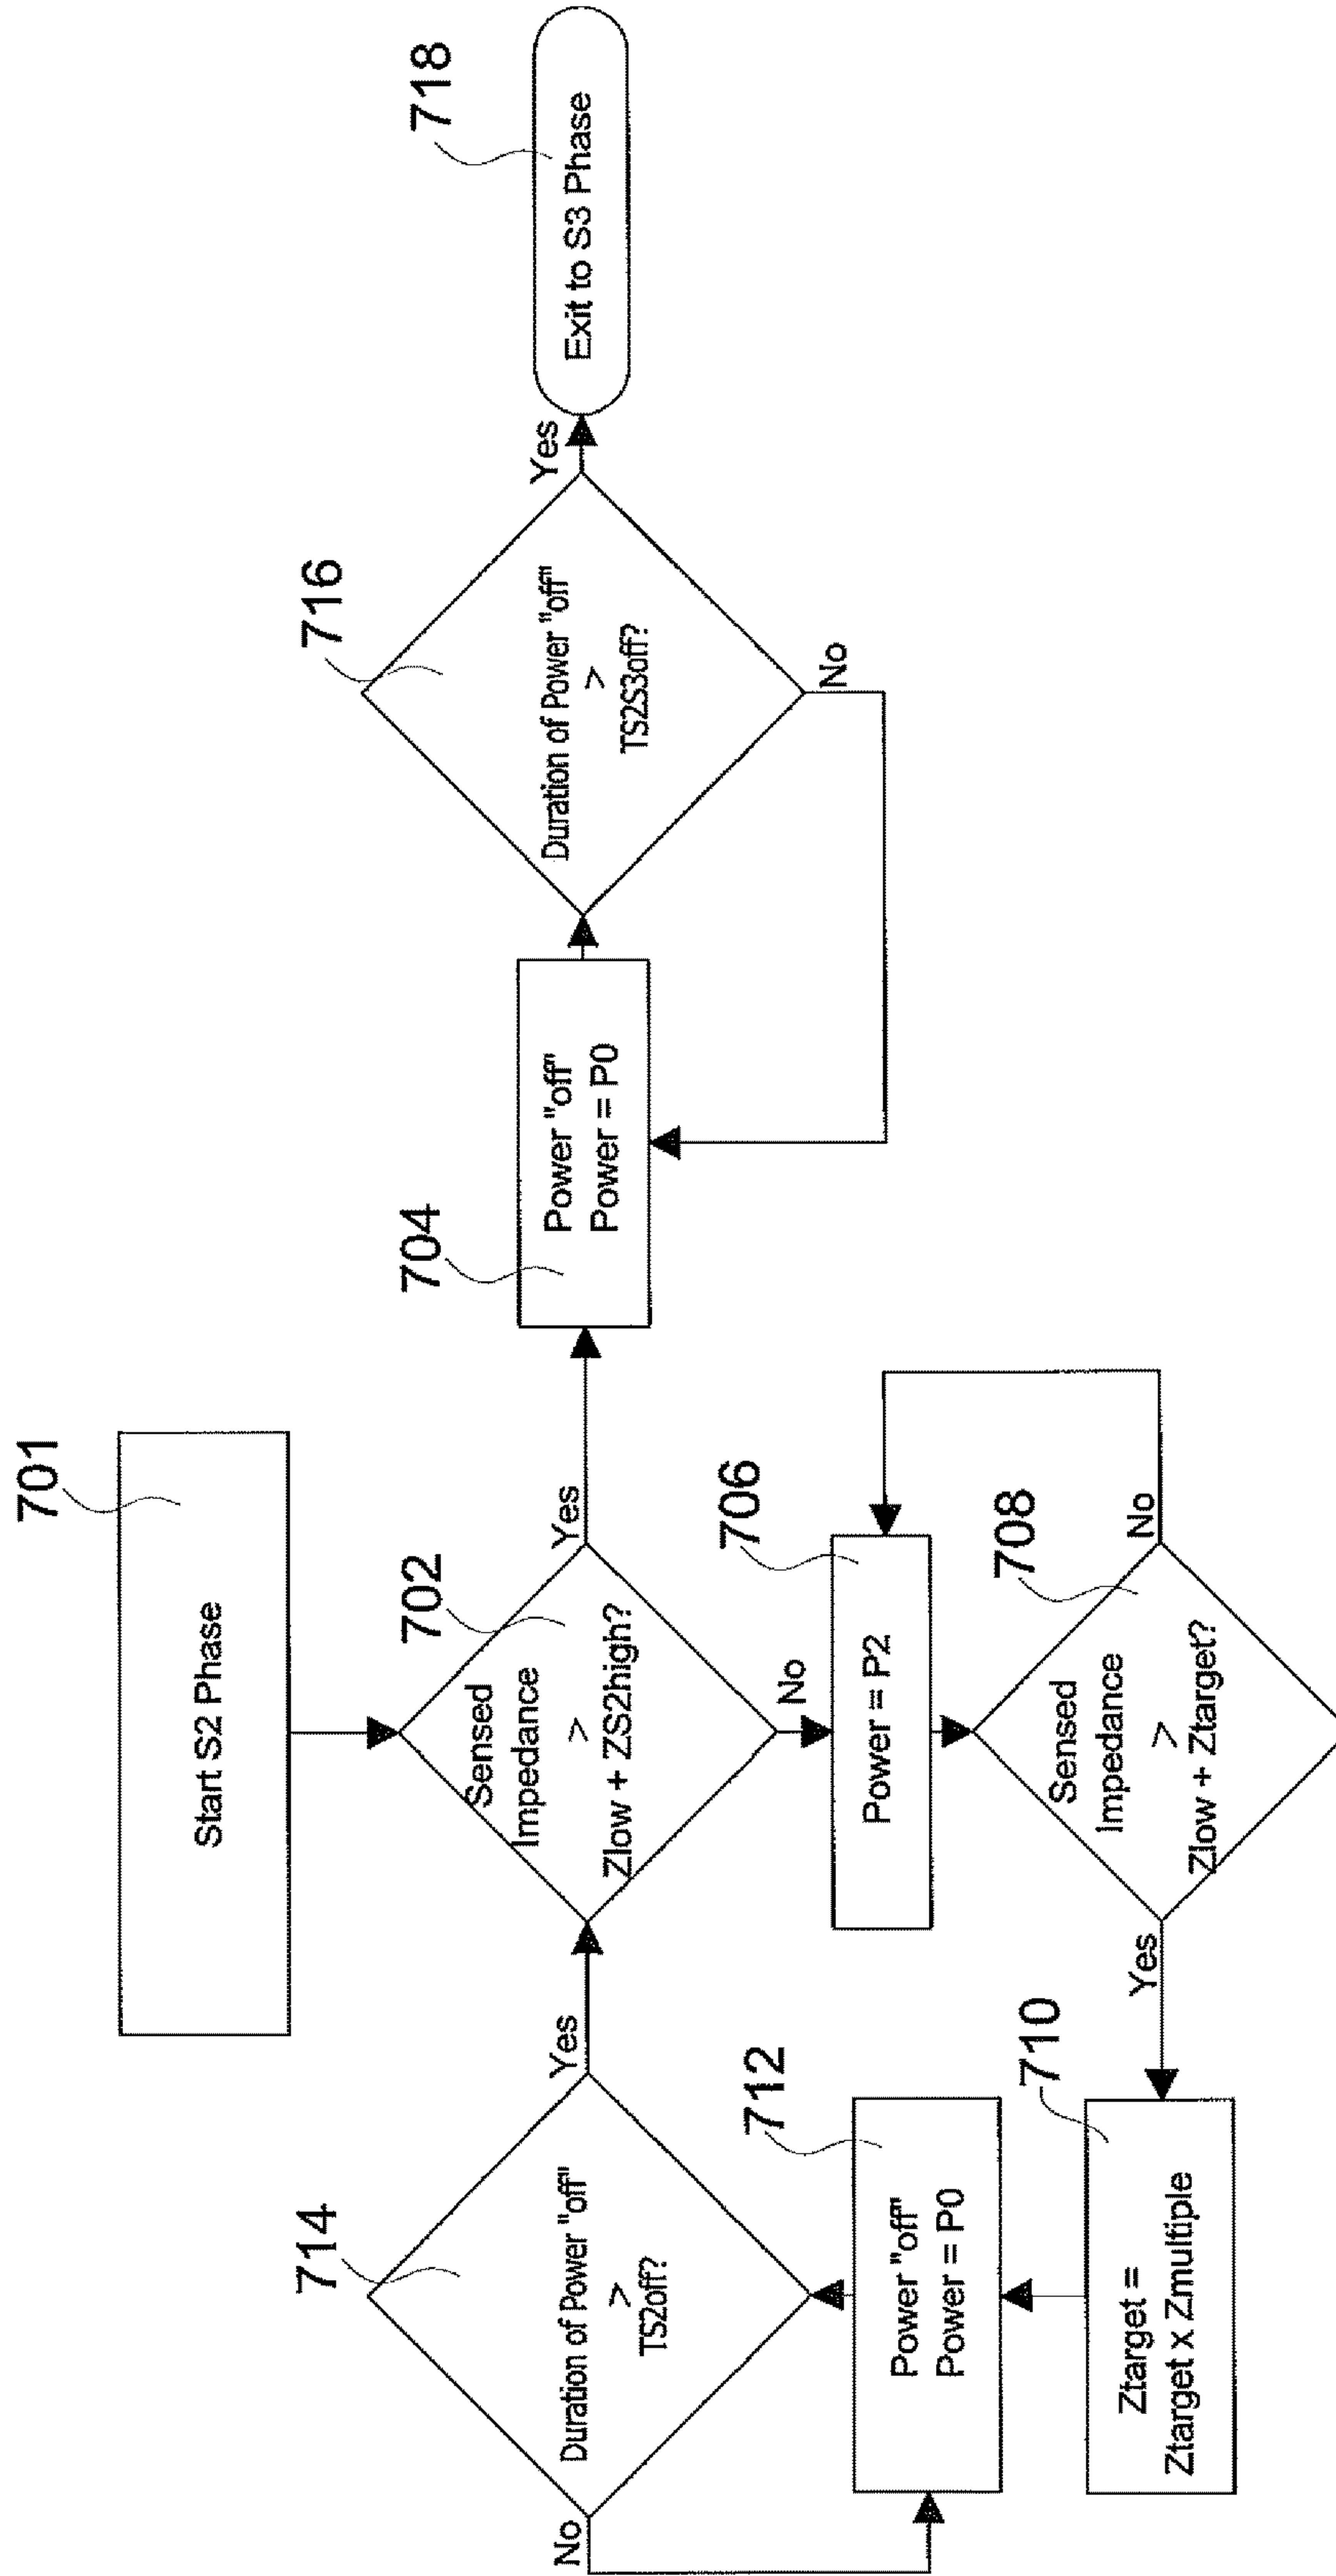 701
Start S2 Phase
702
Sensed
Impedance
>
Zlow + ZS2high?
Yes
No
704
Power "off"
Power = P0
716
Duration of Power "off"
>
TS2S3off?
Yes
No
718
Exit to S3 Phase
706
Power = P2
708
Sensed
Impedance
>
Zlow + Ztarget?
No
Yes
710
Ztarget =
Ztarget x Zmultiple
712
Power "off"
Power = P0
714
Duration of Power "off"
>
TS2off?
Yes
No